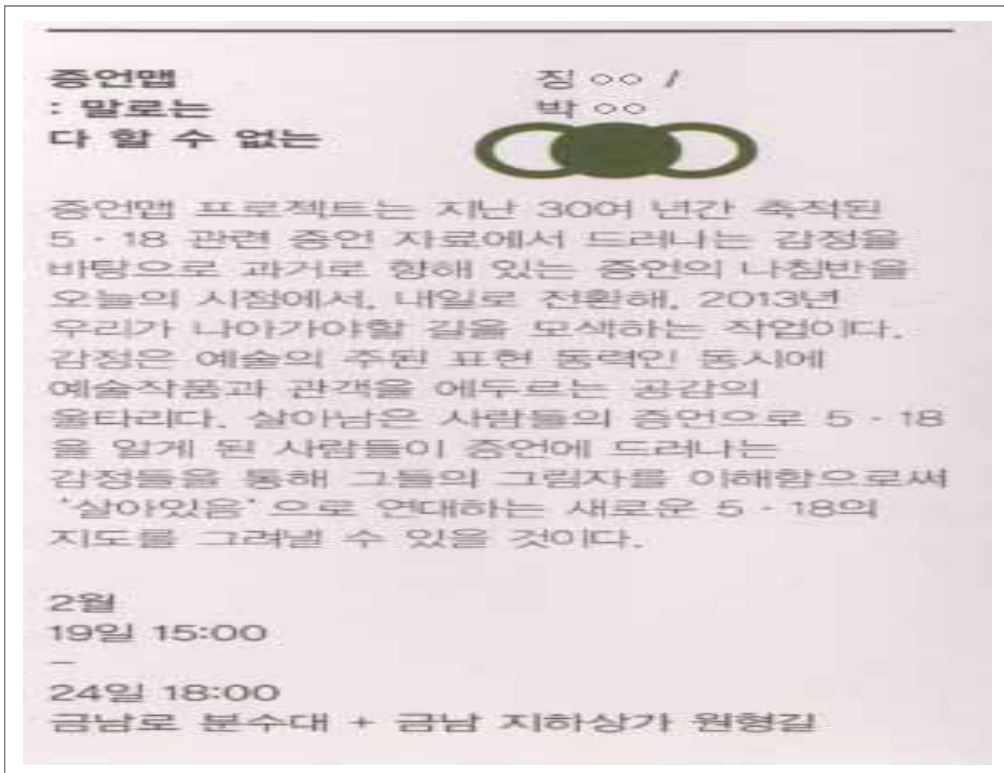 증언맵
: 말로는
다 할 수 없는
징 ○○ /
박 ○○
증언맵 프로젝트는 지난 30여 년간 축적된
5·18 관련 증언 자료에서 드러나는 감정을
바탕으로 과거로 향해 있는 증언의 나침반을
오늘의 시점에서, 내일로 전환해, 2013년
우리가 나아가야할 길을 모색하는 작업이다.
감정은 예술의 주된 표현 동력인 동시에
예술작품과 관객을 에두르는 공감의
울타리다. 살아남은 사람들의 증언으로 5·18
을 알게 된 사람들이 증언에 드러나는
감정들을 통해 그들의 그림자를 이해함으로써
‘살아있음’으로 연대하는 새로운 5·18의
지도를 그려낼 수 있을 것이다.
2월
19일 15:00
–
24일 18:00
금남로 분수대 + 금남 지하상가 원형길